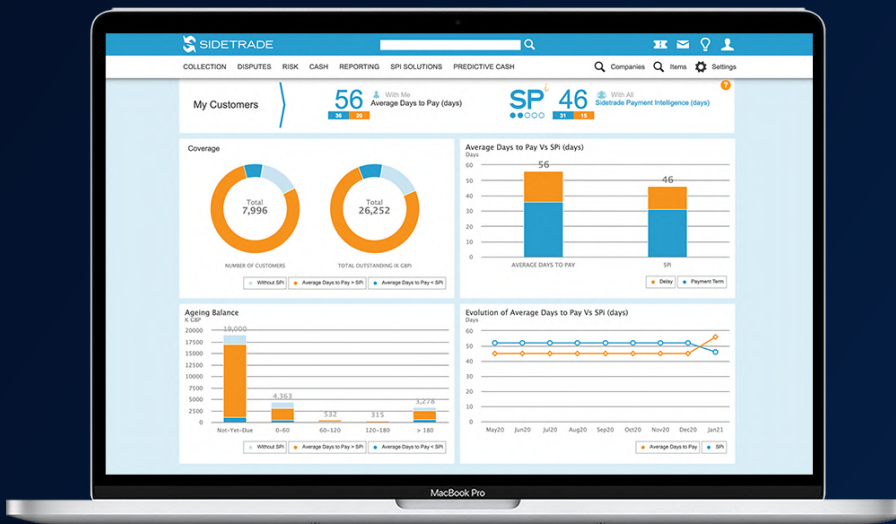 SIDETRADE
COLLECTION DISPUTES RISK CASH REPORTING SPI SOLUTIONS PREDICTIVE CASH Companies Items Settings
My Customers
56 With Me
Average Days to Pay (days)
36 20
SP 46 With All
Sidetrade Payment Intelligence (days)
31 15
?
Coverage
Total
7,996
Total
26,252
NUMBER OF CUSTOMERS TOTAL OUTSTANDING (K GBP)
Without SPI Average Days to Pay > SPI Average Days to Pay < SPI
Average Days to Pay Vs SPi (days)
Days
60
50
40
30
20
10
0
56
46
AVERAGE DAYS TO PAY SPI
Delay Payment Term
Ageing Balance
K GBP
20000
17500
15000
12500
10000
7500
5000
2500
0
19,000
4,363
532
315
3,278
Not-Yet-Due 0-60 60-120 120-180 > 180
Without SPI Average Days to Pay > SPI Average Days to Pay < SPI
Evolution of Average Days to Pay Vs SPi (days)
Days
60
50
40
30
20
10
0
May20 Jun20 Jul20 Aug20 Sep20 Oct20 Nov20 Dec20 Jan21
Average Days to Pay SPI
MacBook Pro